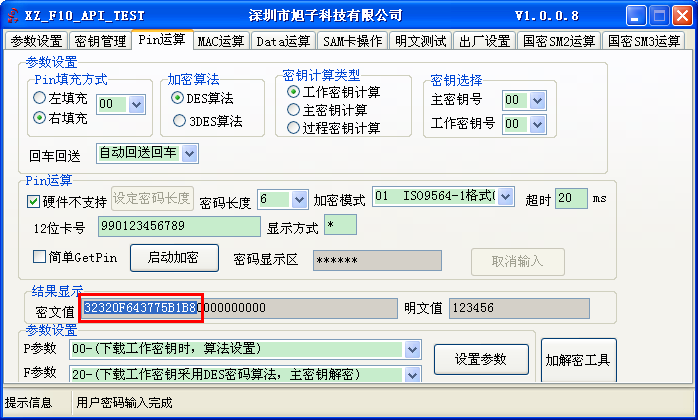 XZ_F10_API_TEST 深圳市旭子科技有限公司 V1.0.0.8
参数设置 密钥管理 Pin运算 MAC运算 Data运算 SAM卡操作 明文测试 出厂设置 国密SM2运算 国密SM3运算
参数设置
Pin填充方式 加密算法 密钥计算类型 密钥选择
左填充 00 DES算法 工作密钥计算 主密钥号 00
右填充 3DES算法 主密钥计算 工作密钥号 00
过程密钥计算
回车回送 自动回送回车
Pin运算
硬件不支持 设定密码长度 密码长度 6 加密模式 01 ISO9564-1格式( 超时 20 ms
12位卡号 990123456789 显示方式 *
简单GetPin 启动加密 密码显示区 ****** 取消输入
结果显示
密文值 32320F643775B1B80000000000 明文值 123456
参数设置
P参数 00-(下载工作密钥时，算法设置) 设置参数 加解密工具
F参数 20-(下载工作密钥采用DES密码算法，主密钥解密)
提示信息 用户密码输入完成